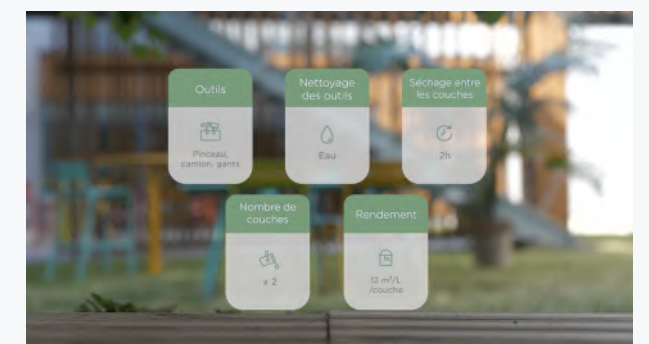 Outils
Pinceau,
camion, gants
Nettoyage
des outils
Eau
Séchage entre
les couches
2h
Nombre de
couches
x 2
Rendement
1L
12 m²/L
/couche